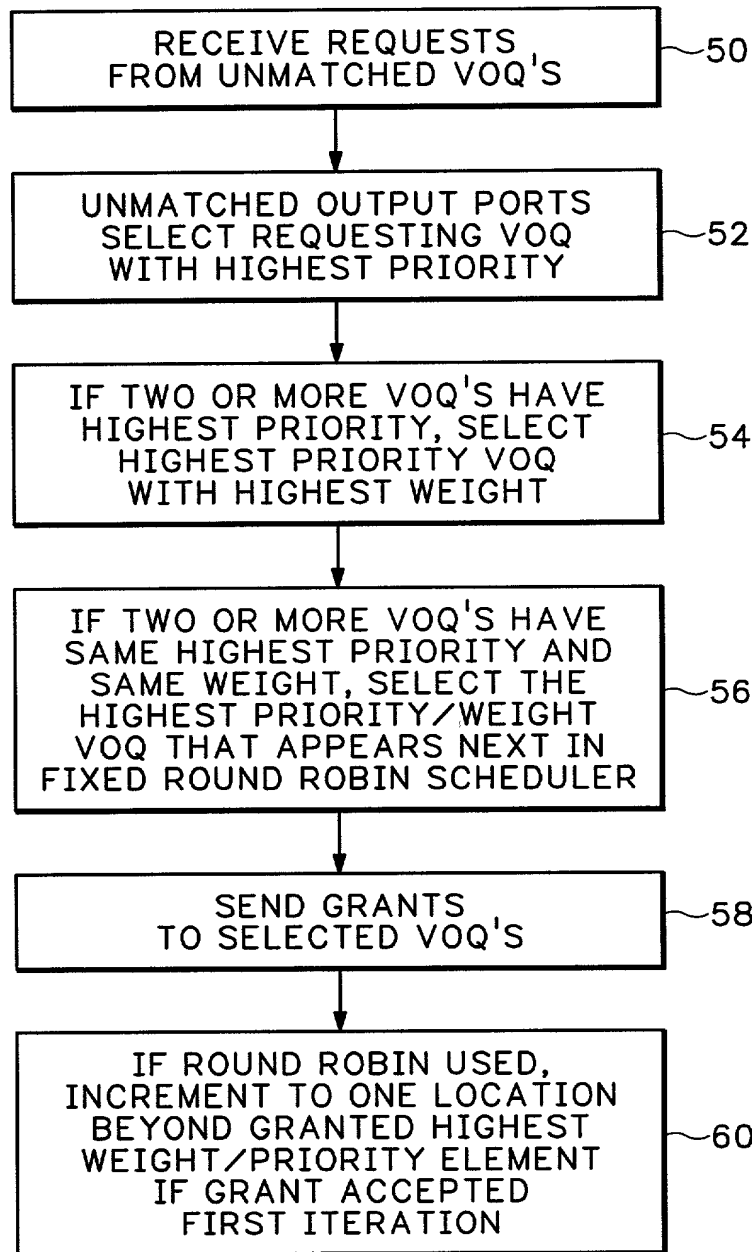 RECEIVE REQUESTS
FROM UNMATCHED VOQ'S
50
UNMATCHED OUTPUT PORTS
SELECT REQUESTING VOQ
WITH HIGHEST PRIORITY
52
IF TWO OR MORE VOQ'S HAVE
HIGHEST PRIORITY, SELECT
HIGHEST PRIORITY VOQ
WITH HIGHEST WEIGHT
54
IF TWO OR MORE VOQ'S HAVE
SAME HIGHEST PRIORITY AND
SAME WEIGHT, SELECT THE
HIGHEST PRIORITY/WEIGHT
VOQ THAT APPEARS NEXT IN
FIXED ROUND ROBIN SCHEDULER
56
SEND GRANTS
TO SELECTED VOQ'S
58
IF ROUND ROBIN USED,
INCREMENT TO ONE LOCATION
BEYOND GRANTED HIGHEST
WEIGHT/PRIORITY ELEMENT
IF GRANT ACCEPTED
FIRST ITERATION
60